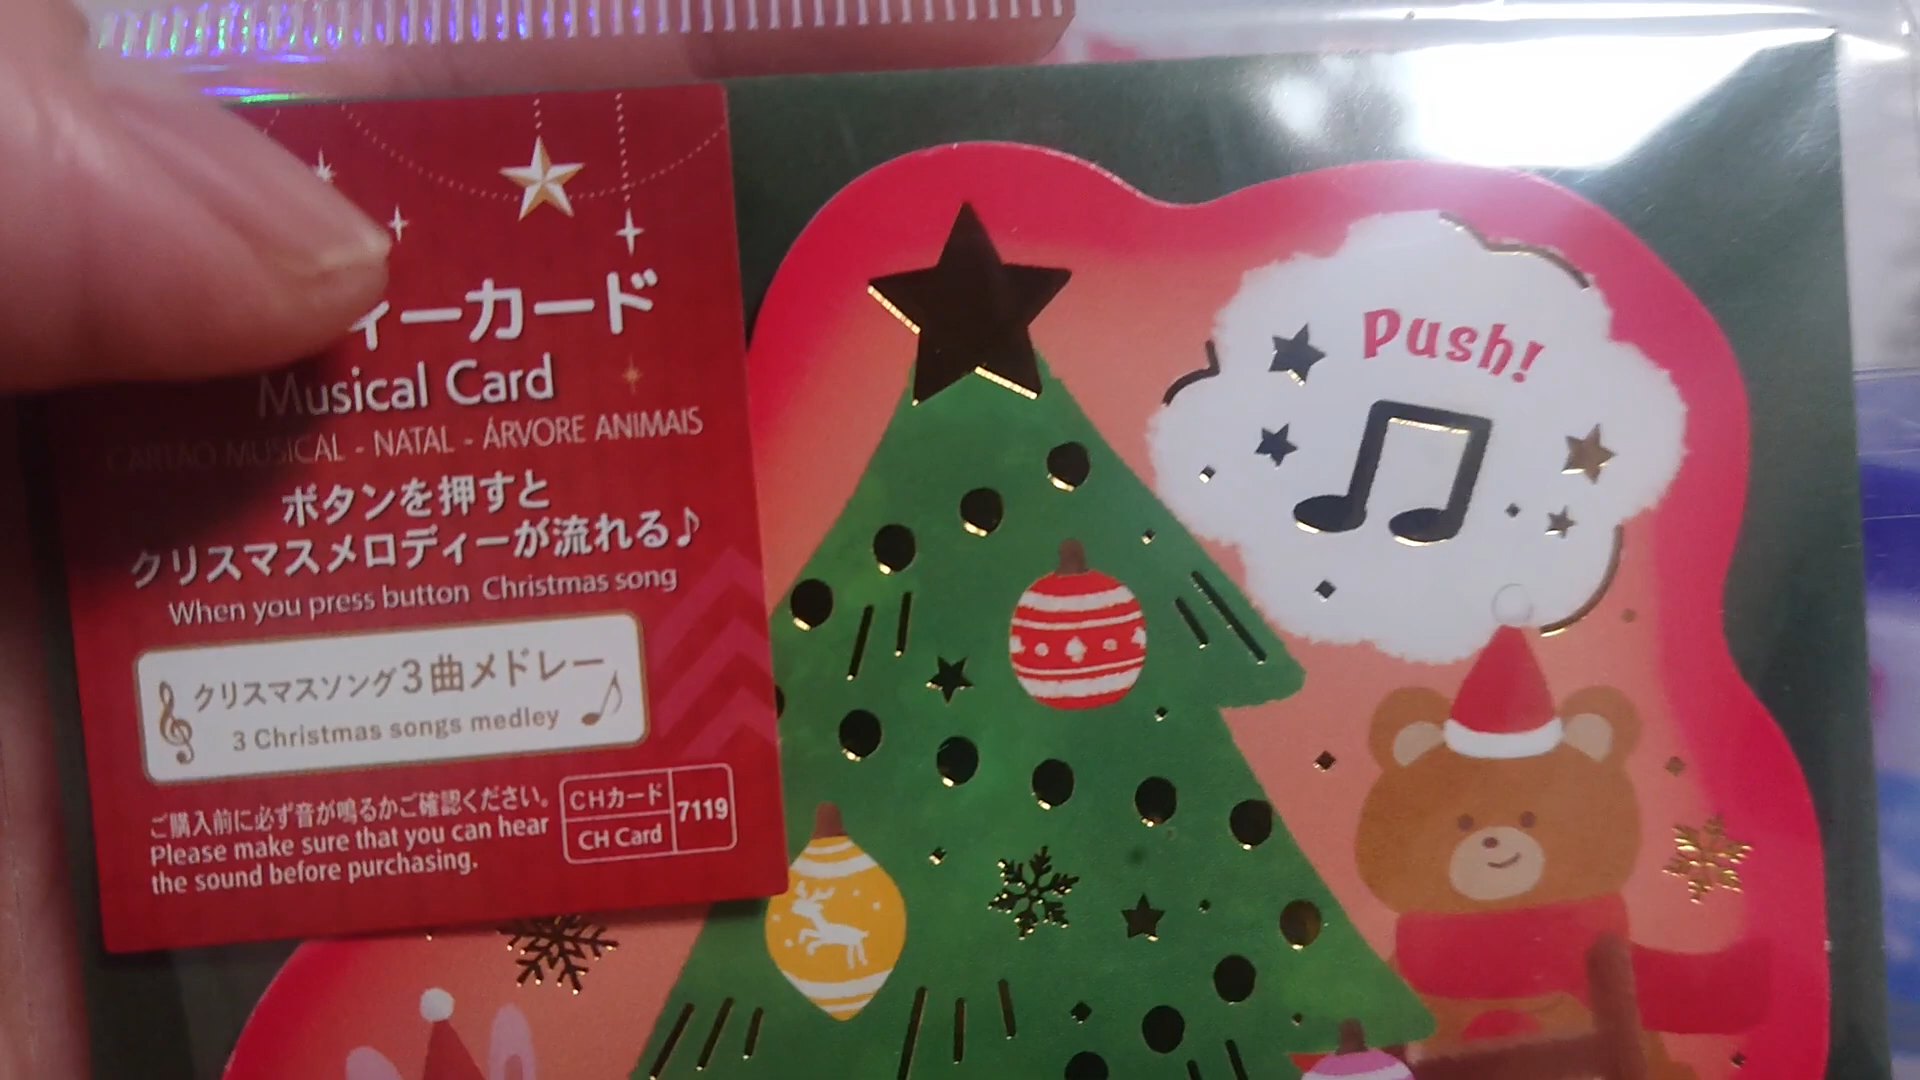 ィーカード
Musical Card
CARTÃO MUSICAL - NATAL - ÁRVORE ANIMAIS
ボタンを押すと
クリスマスメロディーが流れる♪
When you press button Christmas song
クリスマスソング3曲メドレー
3 Christmas songs medley
ご購入前に必ず音が鳴るかご確認ください。
Please make sure that you can hear
the sound before purchasing.
CHカード
CH Card
7119
Push!